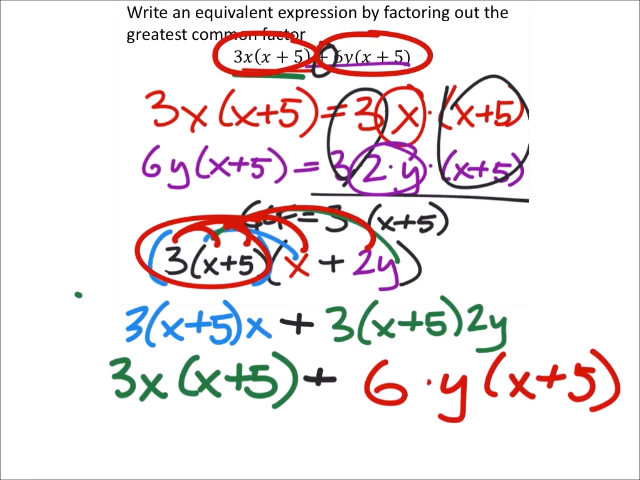 Write an equivalent expression by factoring out the
greatest common factor
3x(x + 5) + 6y(x + 5)
3x(x+5) = 3 · x · (x+5)
6y(x+5) = 3 2·y · (x+5)
GCF = 3 (x+5)
(3(x+5)(x + 2y)
3(x+5)x + 3(x+5)2y
3x(x+5) + 6·y(x+5)